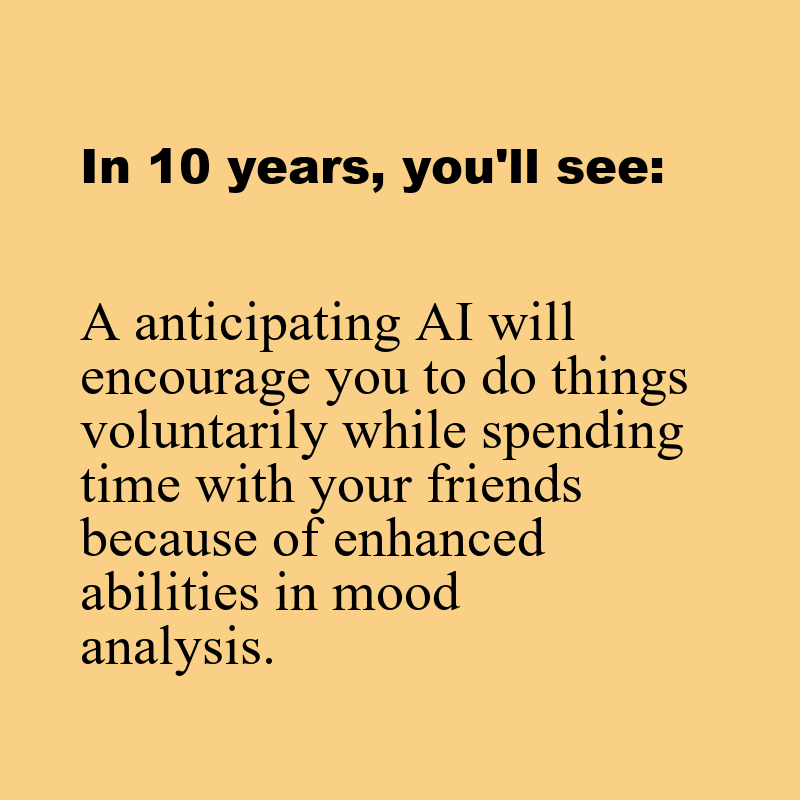 In 10 years, you'll see:
A anticipating AI will
encourage you to do things
voluntarily while spending
time with your friends
because of enhanced
abilities in mood
analysis.